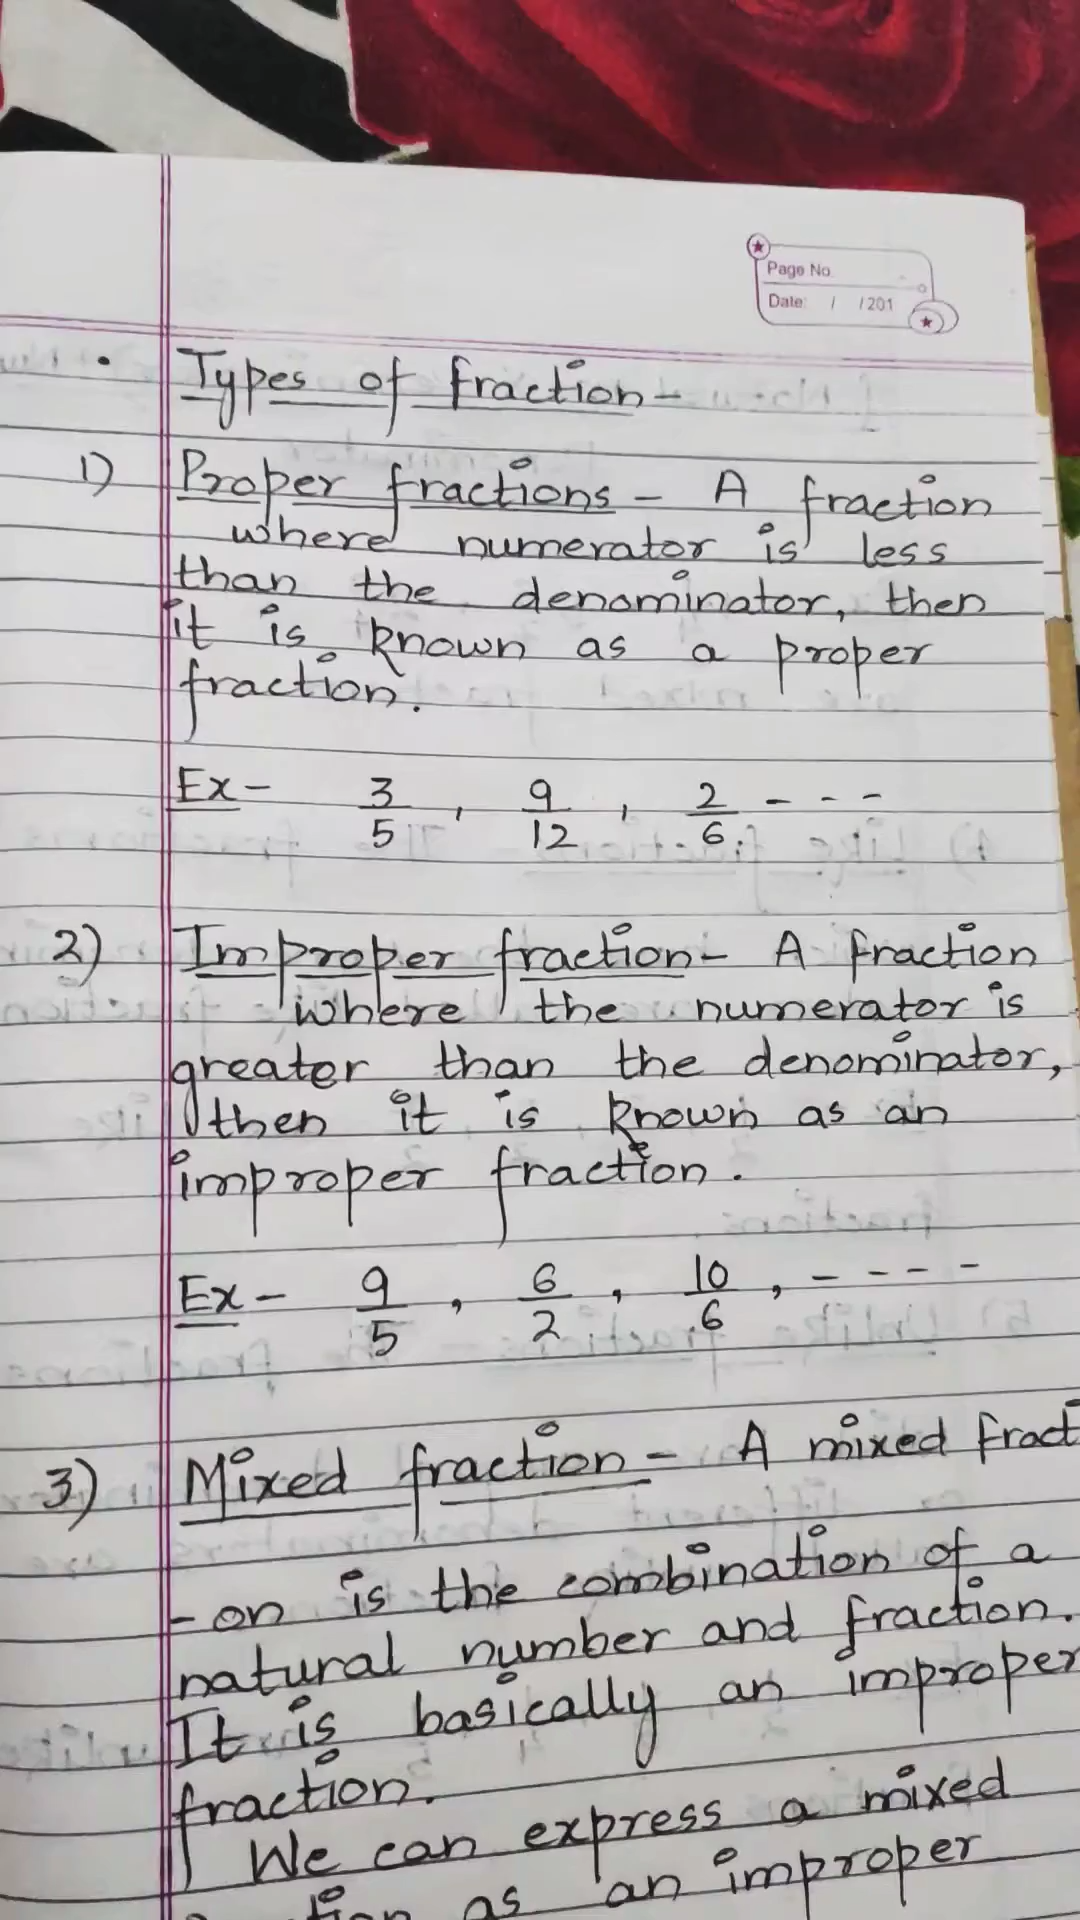 Page No.
Date: / /201
• Types of fraction-
1) Proper fractions - A fraction
where numerator is less
than the denominator, then
it is known as a proper
fraction.
Ex- 3/5 , 9/12 , 2/6 - - -
2) Improper fraction- A fraction
where the numerator is
greater than the denominator,
then it is known as an
improper fraction.
Ex- 9/5 , 6/2 , 10/6 , - - - -
3) Mixed fraction- A mixed fract
-on is the combination of a
natural number and fraction.
It is basically an improper
fraction.
We can express a mixed
as an improper